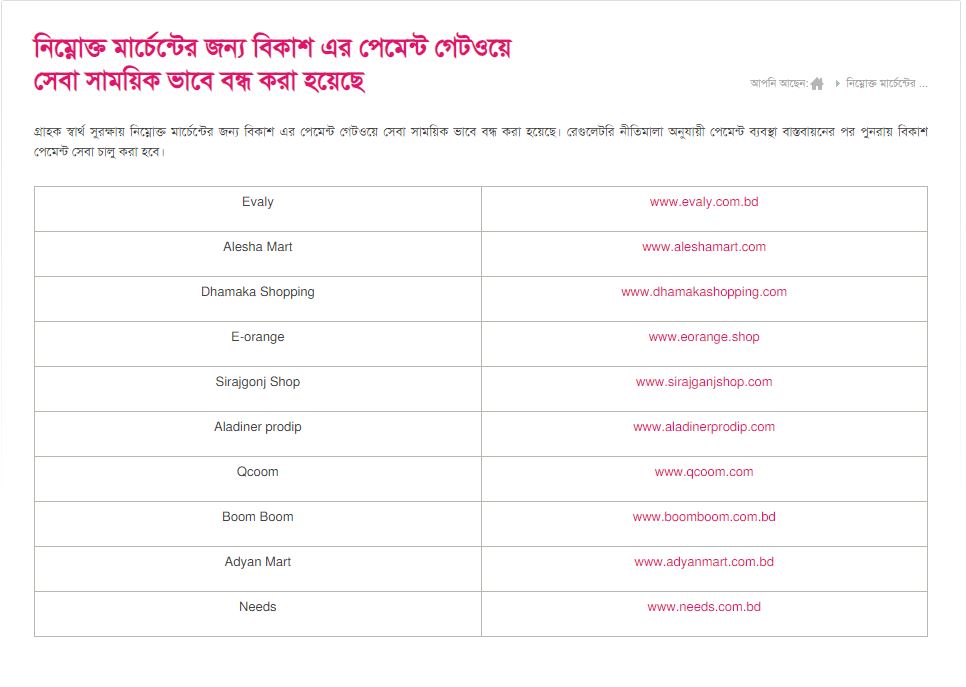 নিম্নোক্ত মার্চেন্টের জন্য বিকাশ এর পেমেন্ট গেটওয়ে
সেবা সাময়িক ভাবে বন্ধ করা হয়েছে
আপনি আছেন: নিম্নোক্ত মার্চেন্টের ...
গ্রাহক স্বার্থ সুরক্ষায় নিম্নোক্ত মার্চেন্টের জন্য বিকাশ এর পেমেন্ট গেটওয়ে সেবা সাময়িক ভাবে বন্ধ করা হয়েছে। রেগুলেটরি নীতিমালা অনুযায়ী পেমেন্ট ব্যবস্থা বাস্তবায়নের পর পুনরায় বিকাশ
পেমেন্ট সেবা চালু করা হবে।
Evaly www.evaly.com.bd
Alesha Mart www.aleshamart.com
Dhamaka Shopping www.dhamakashopping.com
E-orange www.eorange.shop
Sirajgonj Shop www.sirajganjshop.com
Aladiner prodip www.aladinerprodip.com
Qcoom www.qcoom.com
Boom Boom www.boomboom.com.bd
Adyan Mart www.adyanmart.com.bd
Needs www.needs.com.bd